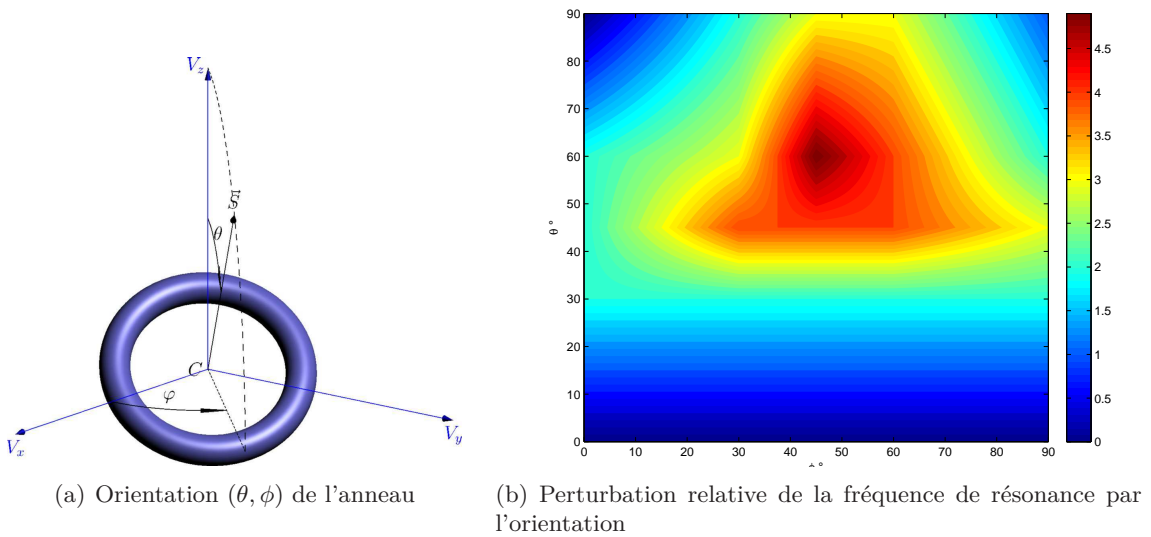 V_z
S⃗
θ
C
φ
V_x
V_y
90
80
70
60
50
40
30
20
10
0
θ °
0 10 20 30 40 50 60 70 80 90
4.5
4
3.5
3
2.5
2
1.5
1
0.5
0
(a) Orientation (θ, ϕ) de l'anneau
(b) Perturbation relative de la fréquence de résonance par
l'orientation